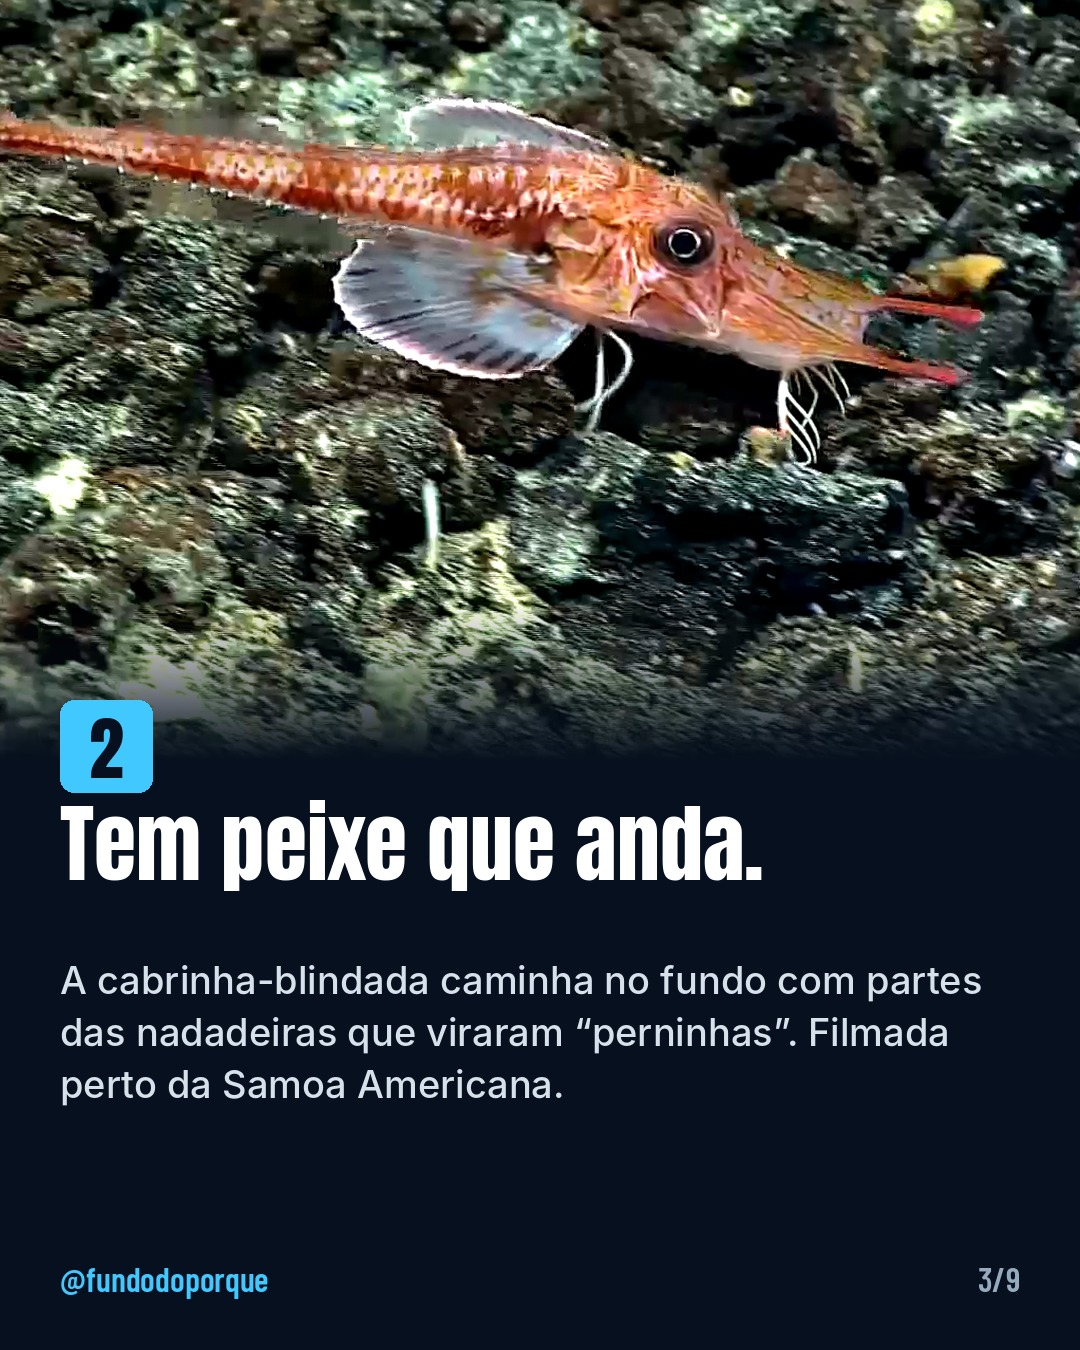 2
Tem peixe que anda.
A cabrinha-blindada caminha no fundo com partes
das nadadeiras que viraram “perninhas”. Filmada
perto da Samoa Americana.
@fundodoporque
3/9